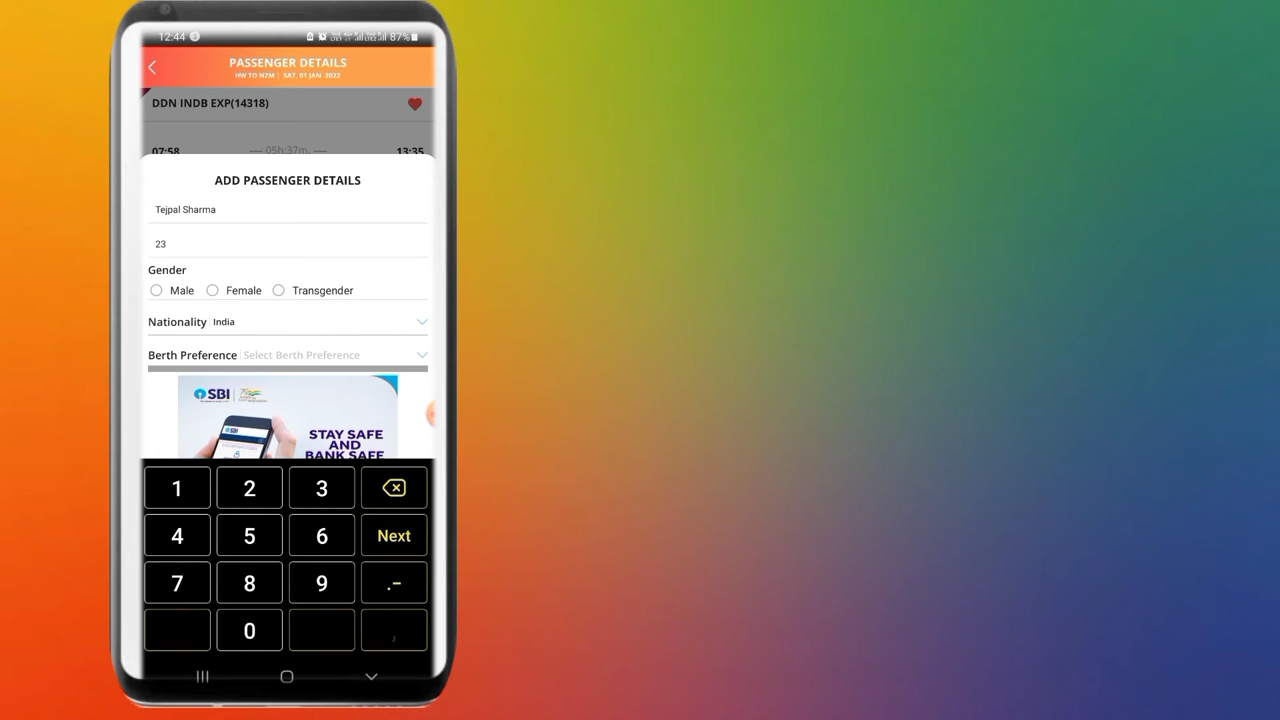 12:44 87%
PASSENGER DETAILS
HW TO NZM | SAT, 01 JAN 2022
DDN INDB EXP(14318)
07:58 05h:37m. 13:35
ADD PASSENGER DETAILS
Tejpal Sharma
23
Gender
Male Female Transgender
Nationality India
Berth Preference Select Berth Preference
SBI
SBI
STAY SAFE
AND
BANK SAFE
1 2 3
4 5 6 Next
7 8 9 .-
0 ,